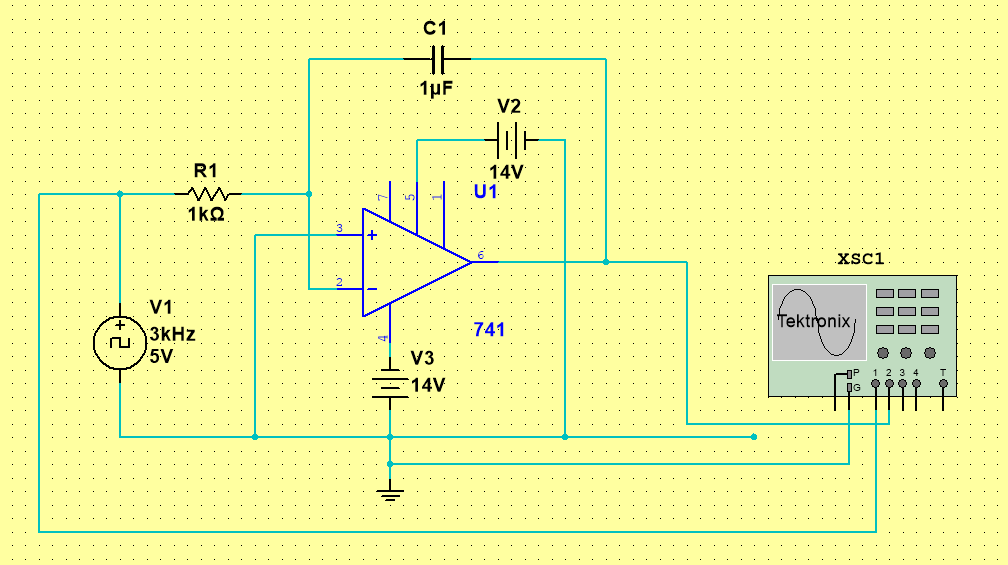 C1
1µF
V2
14V
R1
1kΩ
U1
7
5
1
3
+
2
−
6
4
741
V1
+
3kHz
5V
V3
14V
XSC1
Tektronix
P
G
1 2 3 4 T